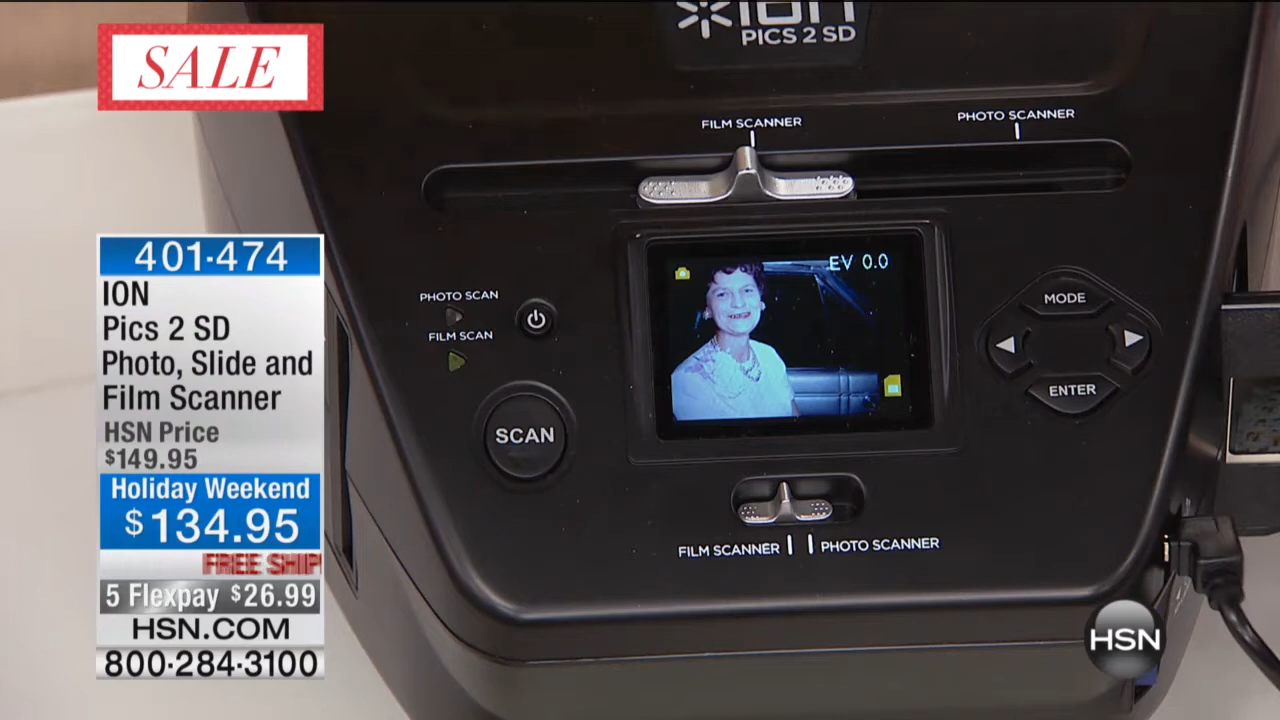 SALE
401-474
ION
Pics 2 SD
Photo, Slide and
Film Scanner
HSN Price
$149.95
Holiday Weekend
$134.95
FREE SHIP
5 Flexpay $26.99
HSN.COM
800-284-3100
ION
PICS 2 SD
FILM SCANNER
PHOTO SCANNER
EV 0.0
PHOTO SCAN
FILM SCAN
SCAN
MODE
ENTER
FILM SCANNER
PHOTO SCANNER
HSN